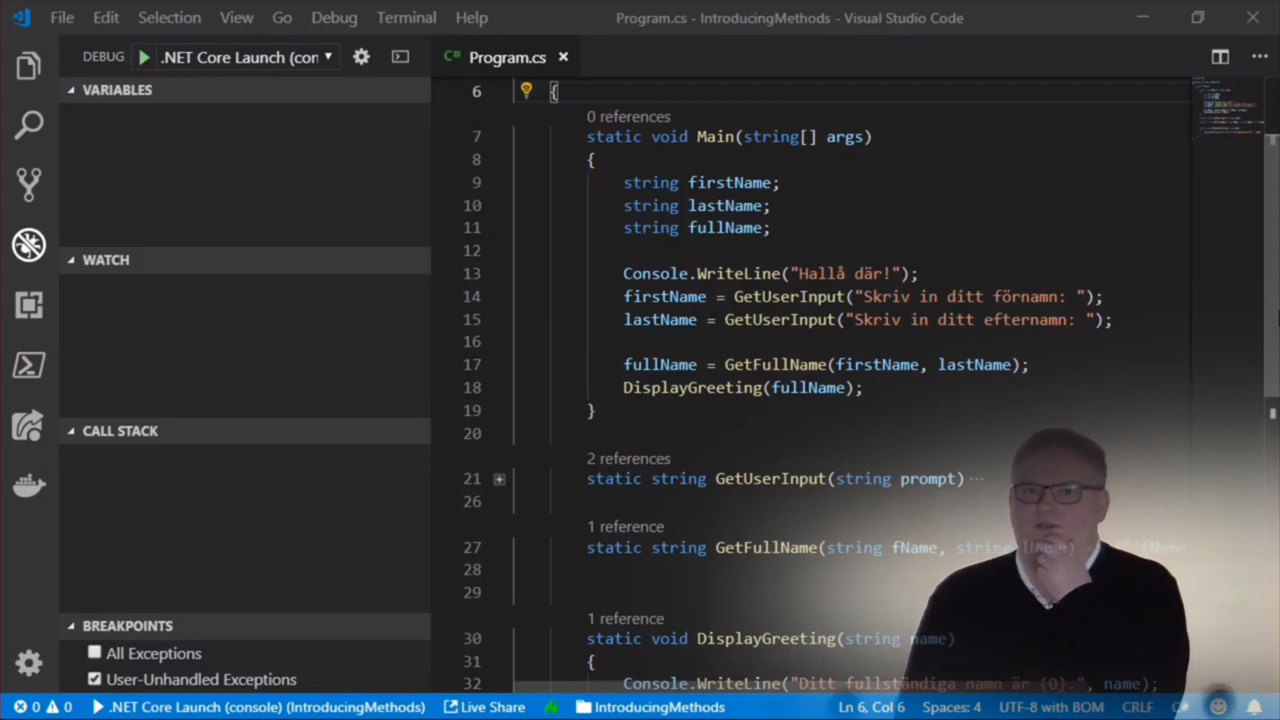 File Edit Selection View Go Debug Terminal Help Program.cs - IntroducingMethods - Visual Studio Code
DEBUG .NET Core Launch (con Program.cs
VARIABLES
WATCH
CALL STACK
BREAKPOINTS
All Exceptions
User-Unhandled Exceptions
6 {
0 references
7 static void Main(string[] args)
8 {
9 string firstName;
10 string lastName;
11 string fullName;
12
13 Console.WriteLine("Hallå där!");
14 firstName = GetUserInput("Skriv in ditt förnamn: ");
15 lastName = GetUserInput("Skriv in ditt efternamn: ");
16
17 fullName = GetFullName(firstName, lastName);
18 DisplayGreeting(fullName);
19 }
20
2 references
21 static string GetUserInput(string prompt)
26
1 reference
27 static string GetFullName(string fName, string lName)
28
29
1 reference
30 static void DisplayGreeting(string name)
31 {
32 Console.WriteLine("Ditt fullständiga namn är {0}.", name);
0 0 .NET Core Launch (console) (IntroducingMethods) Live Share IntroducingMethods Ln 6, Col 6 Spaces: 4 UTF-8 with BOM CRLF C#